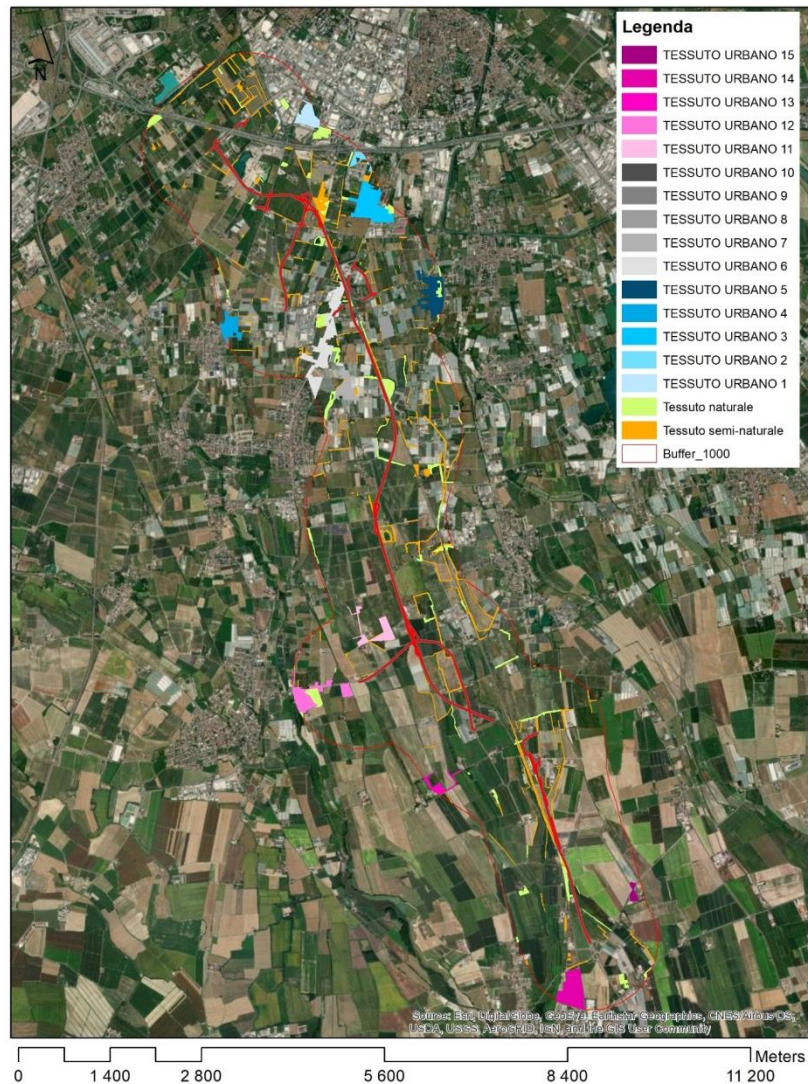 N
Legenda
TESSUTO URBANO 15
TESSUTO URBANO 14
TESSUTO URBANO 13
TESSUTO URBANO 12
TESSUTO URBANO 11
TESSUTO URBANO 10
TESSUTO URBANO 9
TESSUTO URBANO 8
TESSUTO URBANO 7
TESSUTO URBANO 6
TESSUTO URBANO 5
TESSUTO URBANO 4
TESSUTO URBANO 3
TESSUTO URBANO 2
TESSUTO URBANO 1
Tessuto naturale
Tessuto semi-naturale
Buffer_1000
Source: Esri, DigitalGlobe, GeoEye, Earthstar Geographics, CNES/Airbus DS,
USDA, USGS, AeroGRID, IGN, and the GIS User Community
Meters
0 1 400 2 800 5 600 8 400 11 200